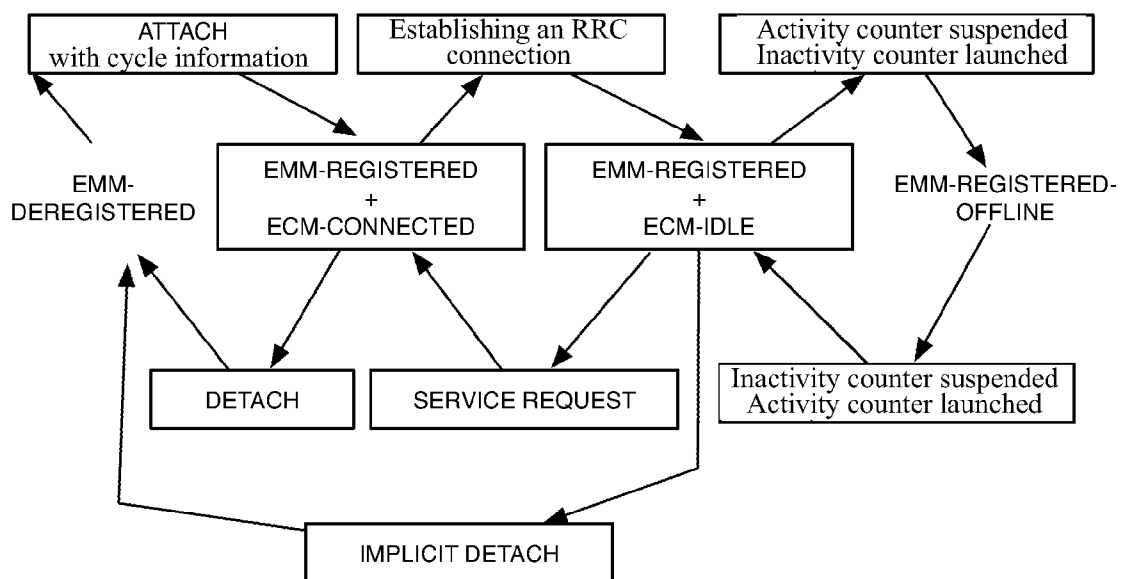 ATTACH
with cycle information
Establishing an RRC
connection
Activity counter suspended
Inactivity counter launched
EMM-
DEREGISTERED
EMM-REGISTERED
+
ECM-CONNECTED
EMM-REGISTERED
+
ECM-IDLE
EMM-REGISTERED-
OFFLINE
DETACH
SERVICE REQUEST
Inactivity counter suspended
Activity counter launched
IMPLICIT DETACH